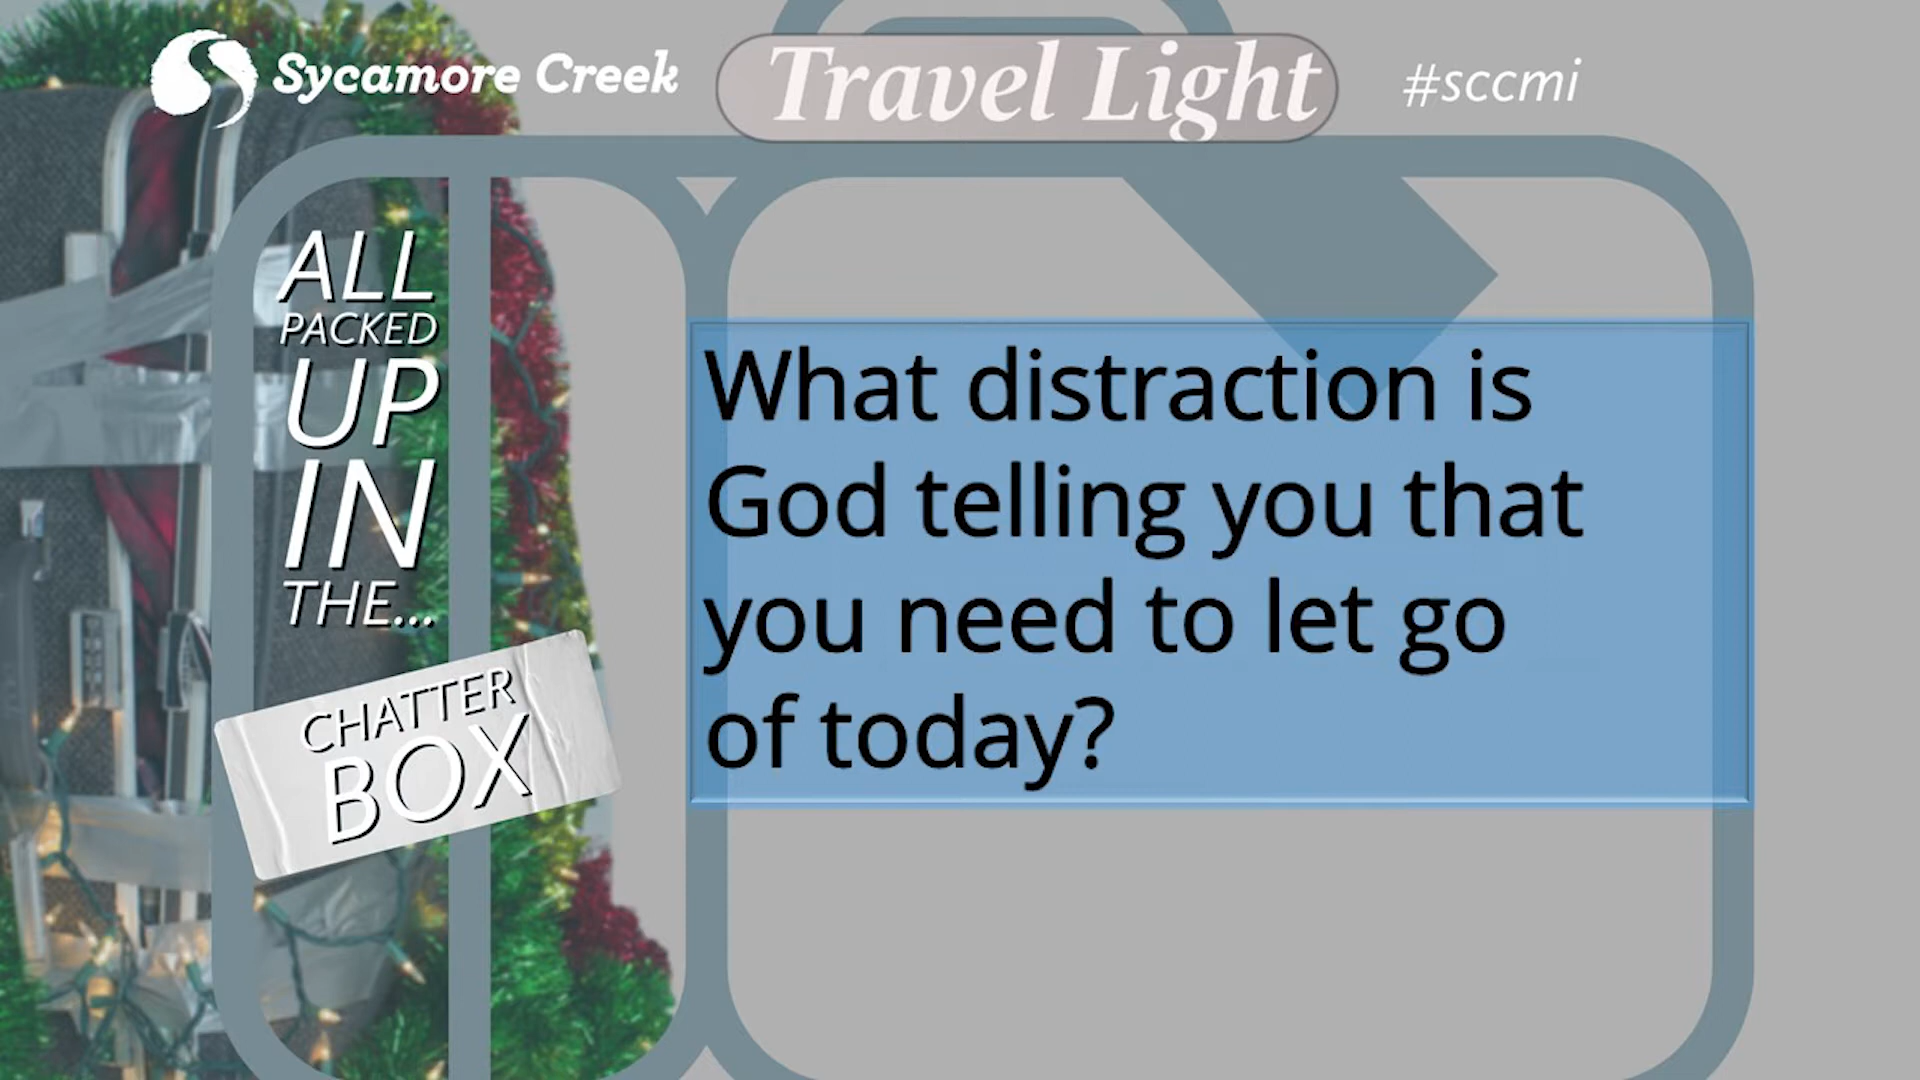 Sycamore Creek
Travel Light
#sccmi
ALL
PACKED
UP
IN
THE...
CHATTER
BOX
What distraction is
God telling you that
you need to let go
of today?